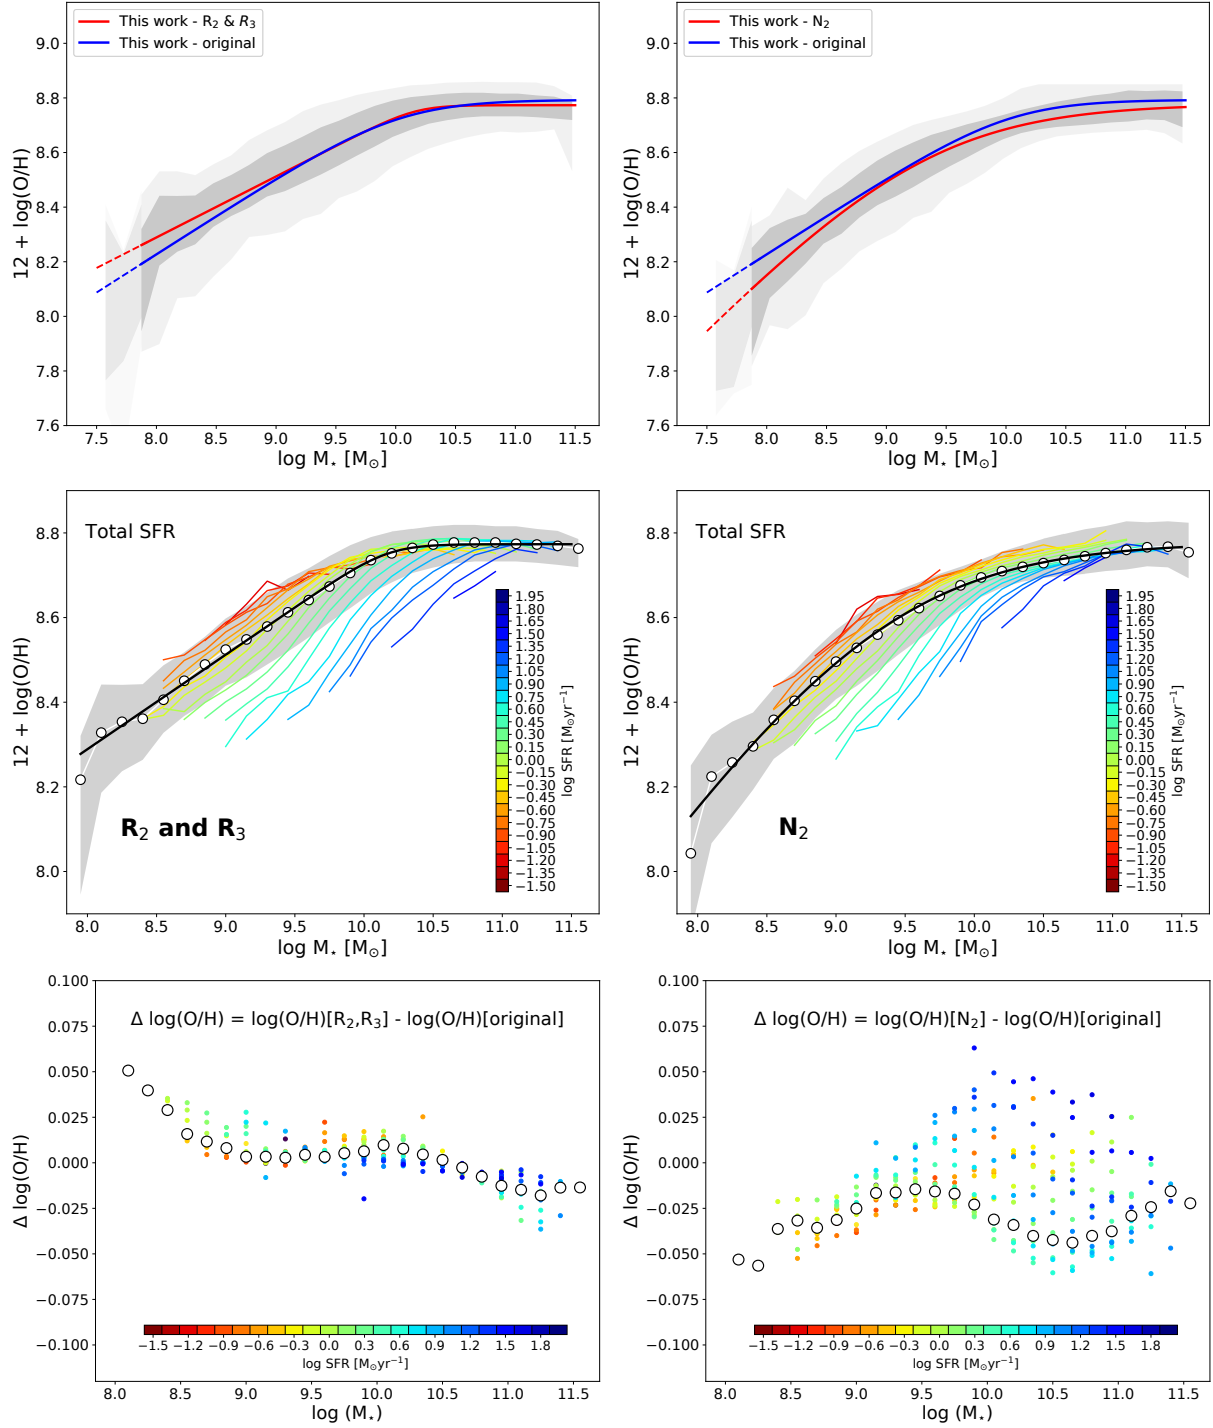 This work - R₂ & R₃
This work - original
9.0
8.8
8.6
8.4
8.2
8.0
7.8
7.6
12 + log(O/H)
7.5 8.0 8.5 9.0 9.5 10.0 10.5 11.0 11.5
log M⋆ [M⊙]
This work - N₂
This work - original
9.0
8.8
8.6
8.4
8.2
8.0
7.8
7.6
12 + log(O/H)
7.5 8.0 8.5 9.0 9.5 10.0 10.5 11.0 11.5
log M⋆ [M⊙]
Total SFR
8.8
8.6
8.4
8.2
8.0
12 + log(O/H)
R₂ and R₃
1.95
1.80
1.65
1.50
1.35
1.20
1.05
0.90
0.75
0.60
0.45
0.30
0.15
0.00
−0.15
−0.30
−0.45
−0.60
−0.75
−0.90
−1.05
−1.20
−1.35
−1.50
log SFR [M⊙yr⁻¹]
8.0 8.5 9.0 9.5 10.0 10.5 11.0 11.5
log M⋆ [M⊙]
Total SFR
8.8
8.6
8.4
8.2
8.0
12 + log(O/H)
N₂
1.95
1.80
1.65
1.50
1.35
1.20
1.05
0.90
0.75
0.60
0.45
0.30
0.15
0.00
−0.15
−0.30
−0.45
−0.60
−0.75
−0.90
−1.05
−1.20
−1.35
−1.50
log SFR [M⊙yr⁻¹]
8.0 8.5 9.0 9.5 10.0 10.5 11.0 11.5
log M⋆ [M⊙]
Δ log(O/H) = log(O/H)[R₂,R₃] - log(O/H)[original]
0.100
0.075
0.050
0.025
0.000
−0.025
−0.050
−0.075
−0.100
Δ log(O/H)
−1.5 −1.2 −0.9 −0.6 −0.3 0.0 0.3 0.6 0.9 1.2 1.5 1.8
log SFR [M⊙yr⁻¹]
8.0 8.5 9.0 9.5 10.0 10.5 11.0 11.5
log (M⋆)
Δ log(O/H) = log(O/H)[N₂] - log(O/H)[original]
0.100
0.075
0.050
0.025
0.000
−0.025
−0.050
−0.075
−0.100
Δ log(O/H)
−1.5 −1.2 −0.9 −0.6 −0.3 0.0 0.3 0.6 0.9 1.2 1.5 1.8
log SFR [M⊙yr⁻¹]
8.0 8.5 9.0 9.5 10.0 10.5 11.0 11.5
log (M⋆)